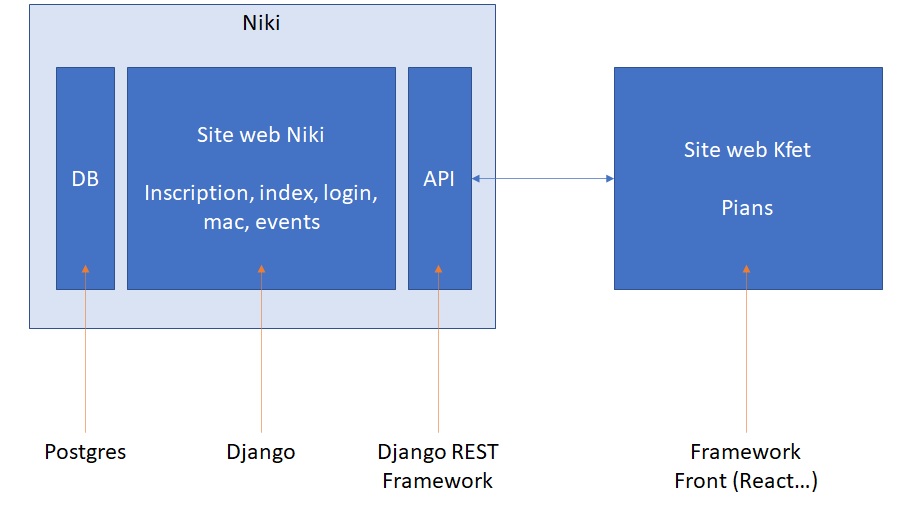 Niki
DB
Site web Niki
Inscription, index, login,
mac, events
API
Site web Kfet
Pians
Postgres
Django
Django REST
Framework
Framework
Front (React…)